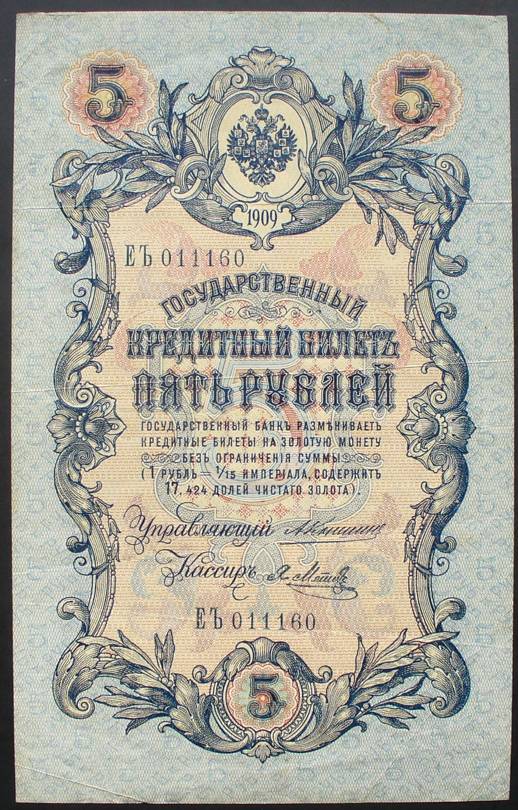 5 5
1909
ЕЪ 011160
ГОСУДАРСТВЕННЫЙ
КРЕДИТНЫЙ БИЛЕТЪ
ПЯТЬ РУБЛЕЙ
ГОСУДАРСТВЕННЫЙ БАНКЪ РАЗМѢНИВАЕТЪ
КРЕДИТНЫЕ БИЛЕТЫ НА ЗОЛОТУЮ МОНЕТУ
БЕЗЪ ОГРАНИЧЕНІЯ СУММЫ
(1 РУБЛЬ = 1/15 ИМПЕРІАЛА, СОДЕРЖИТЪ
17,424 ДОЛЕЙ ЧИСТАГО ЗОЛОТА).
Управляющій
Кассиръ
ЕЪ 011160
5